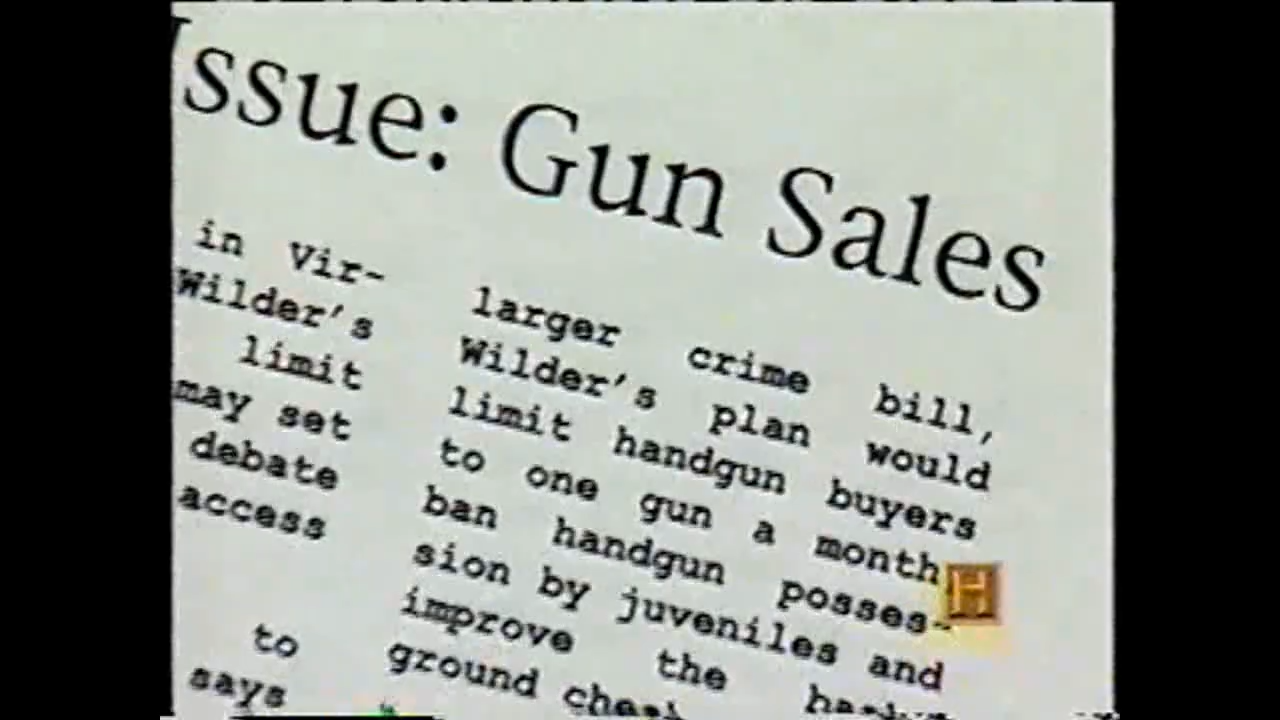 Issue: Gun Sales
in Vir-
Wilder's
limit
may set
debate
access
to
says
larger crime bill,
Wilder's plan would
limit handgun buyers
to one gun a month
ban handgun posses-
sion by juveniles and
improve the
ground
H